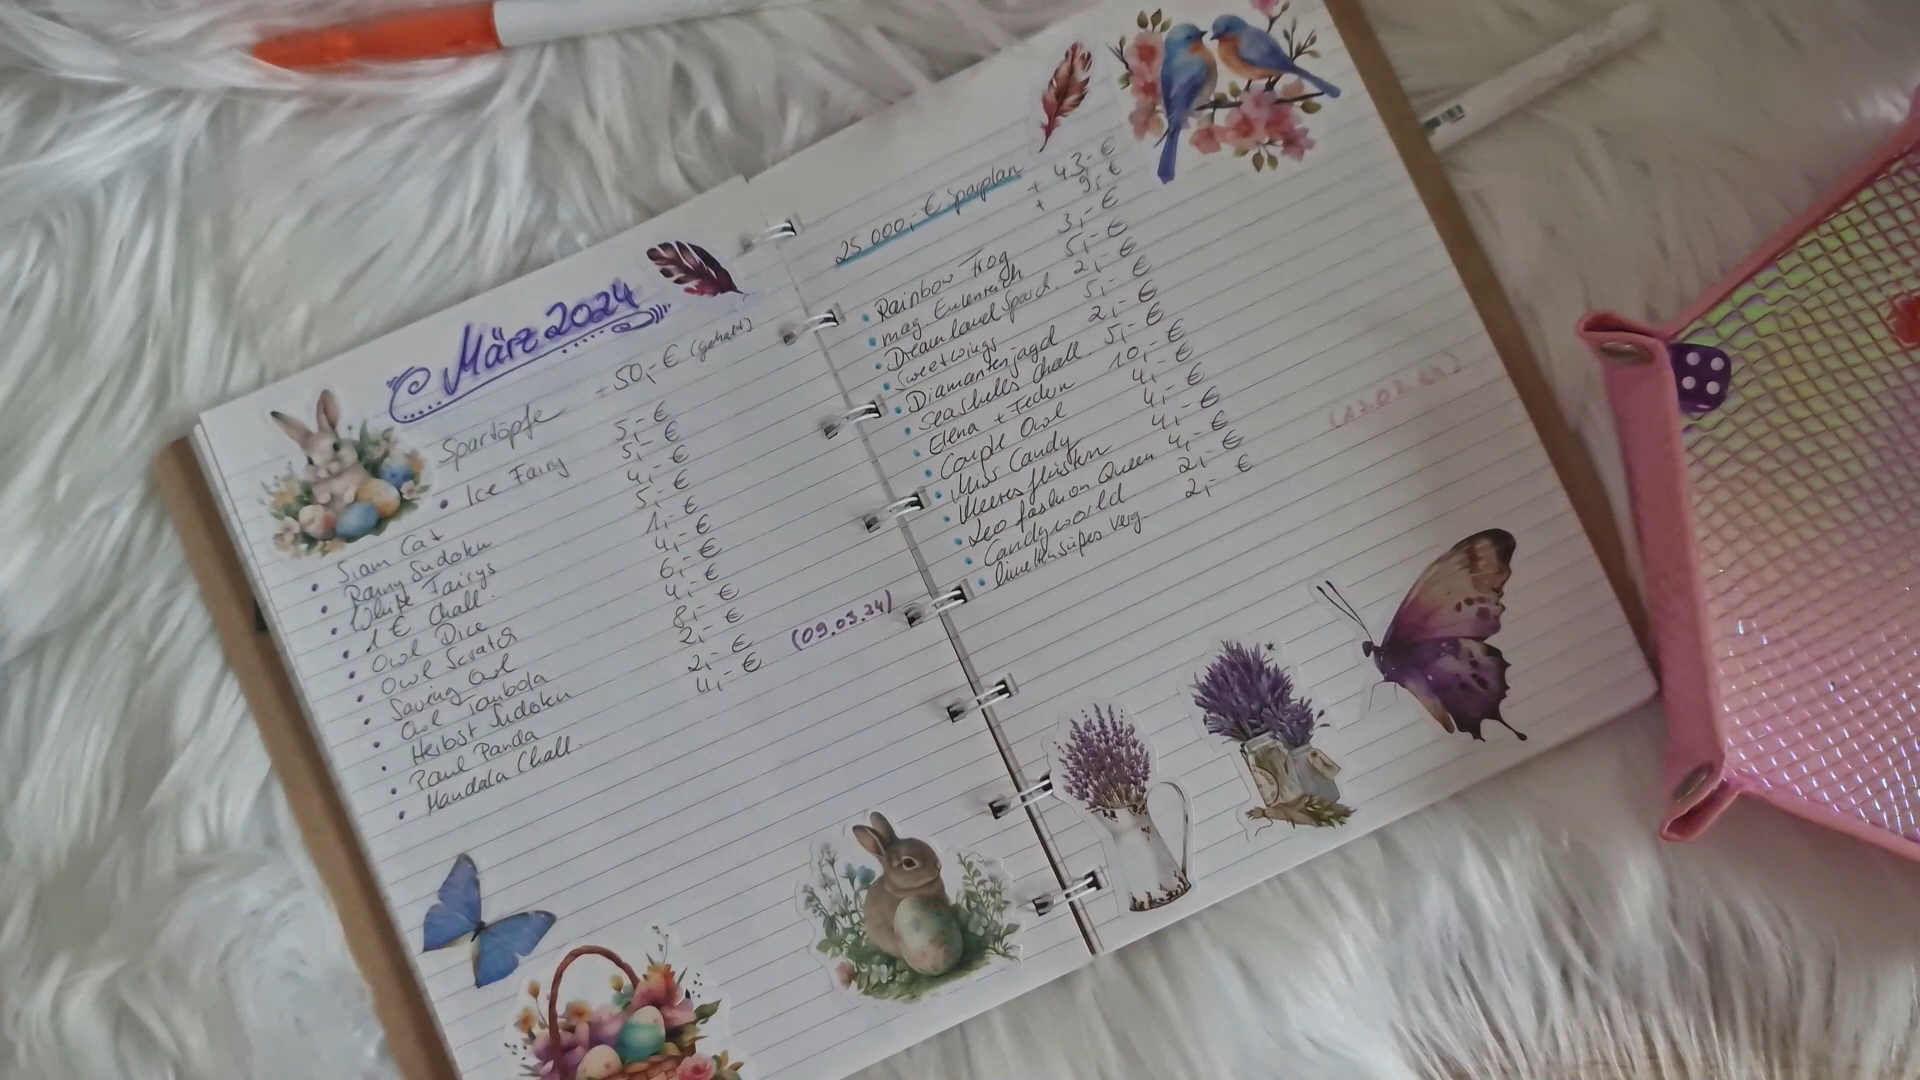 März 2024
Spartöpfe - 50,- € (gehalt)
• Ice Fairy 5,- €
• Siam Cat 5,- €
• Rainy Sudoku 4,- €
• White Fairys 5,- €
• 1 € Chall. 1,- €
• Owl Dice 4,- €
• Owl Scratch 6,- €
• Saving Owl 4,- €
• Owl Tombola 8,- €
• Herbst Sudoku 2,- €
• Paul Panda 2,- €
• Mandala Chall. 4,- €
(09.03.24)
25 000,- € Sparplan + 43,- €
+ 9,- €
• Rainbow Frog 3,- €
• mag. Eulenreich 5,- €
• Dreamland Sparch. 2,- €
• Sweetwings 5,- €
• Diamantenjagd 2,- €
• Seashells Chall. 5,- €
• Elena + Federn 10,- €
• Couple Owl 4,- €
• Miss Candy 4,- €
• Meeresflüstern 4,- €
• Leo fashion Queen 4,- €
• Candyworld 2,- €
• 2,- €